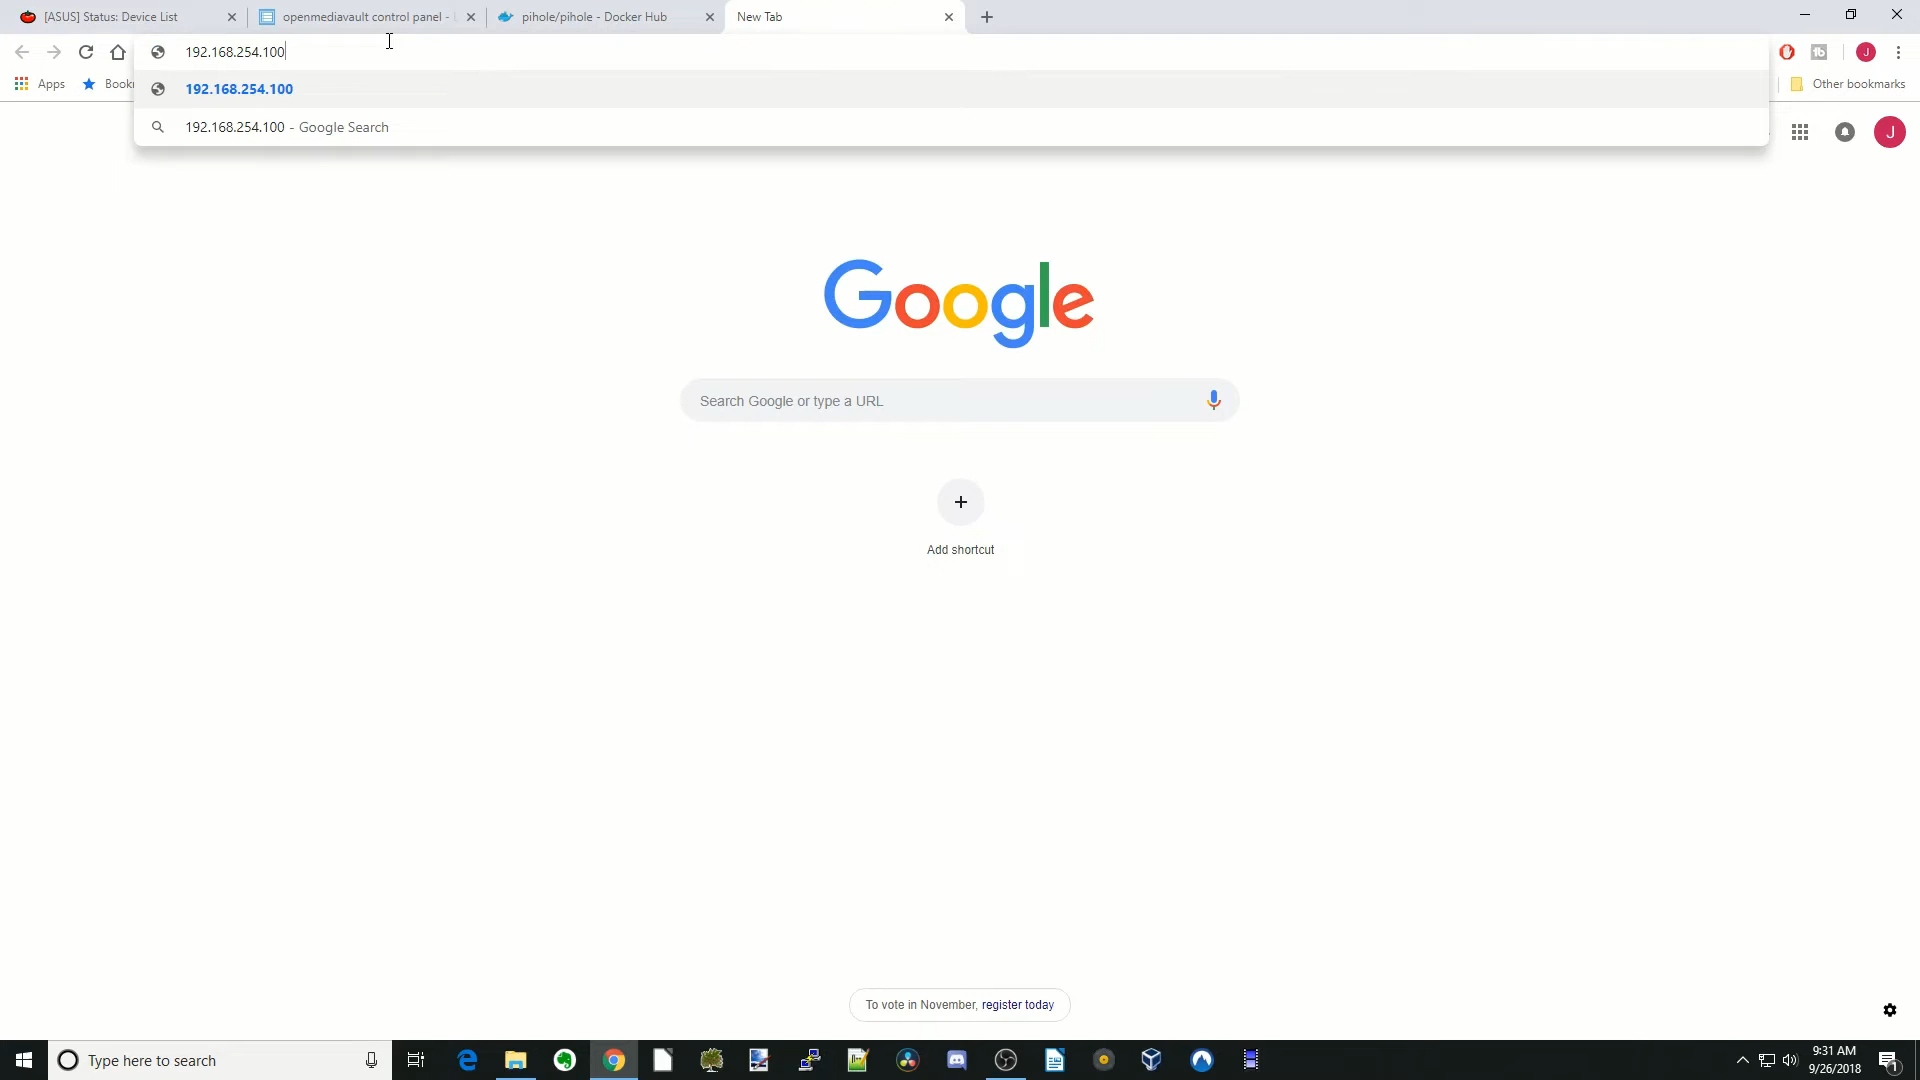 [ASUS] Status: Device List
openmediavault control panel -
pihole/pihole - Docker Hub
New Tab
192.168.254.100
Apps
Bookn
Other bookmarks
192.168.254.100
192.168.254.100 - Google Search
J
J
Google
Search Google or type a URL
Add shortcut
To vote in November, register today
Type here to search
9:31 AM
9/26/2018
1